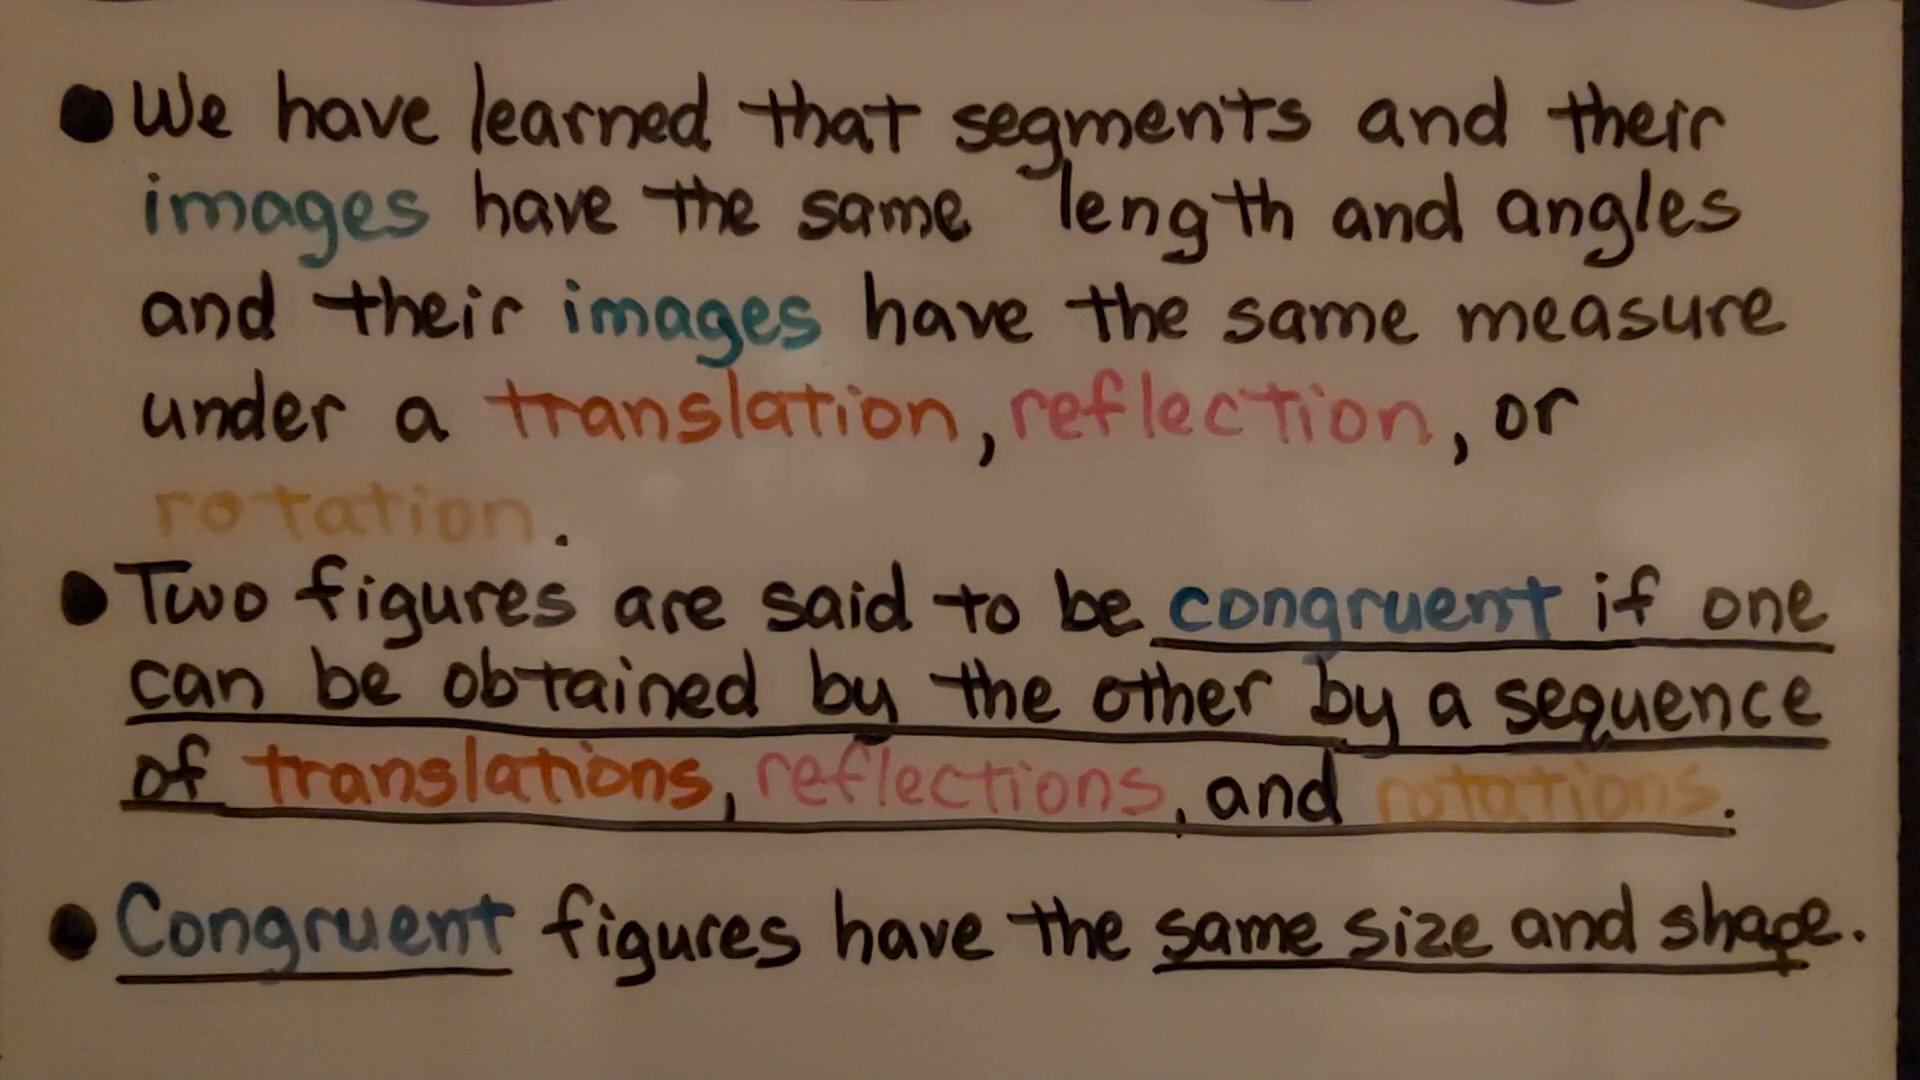 ● We have learned that segments and their
images have the same length and angles
and their images have the same measure
under a translation, reflection, or
rotation.
● Two figures are said to be congruent if one
can be obtained by the other by a sequence
of translations, reflections, and rotations.
● Congruent figures have the same size and shape.